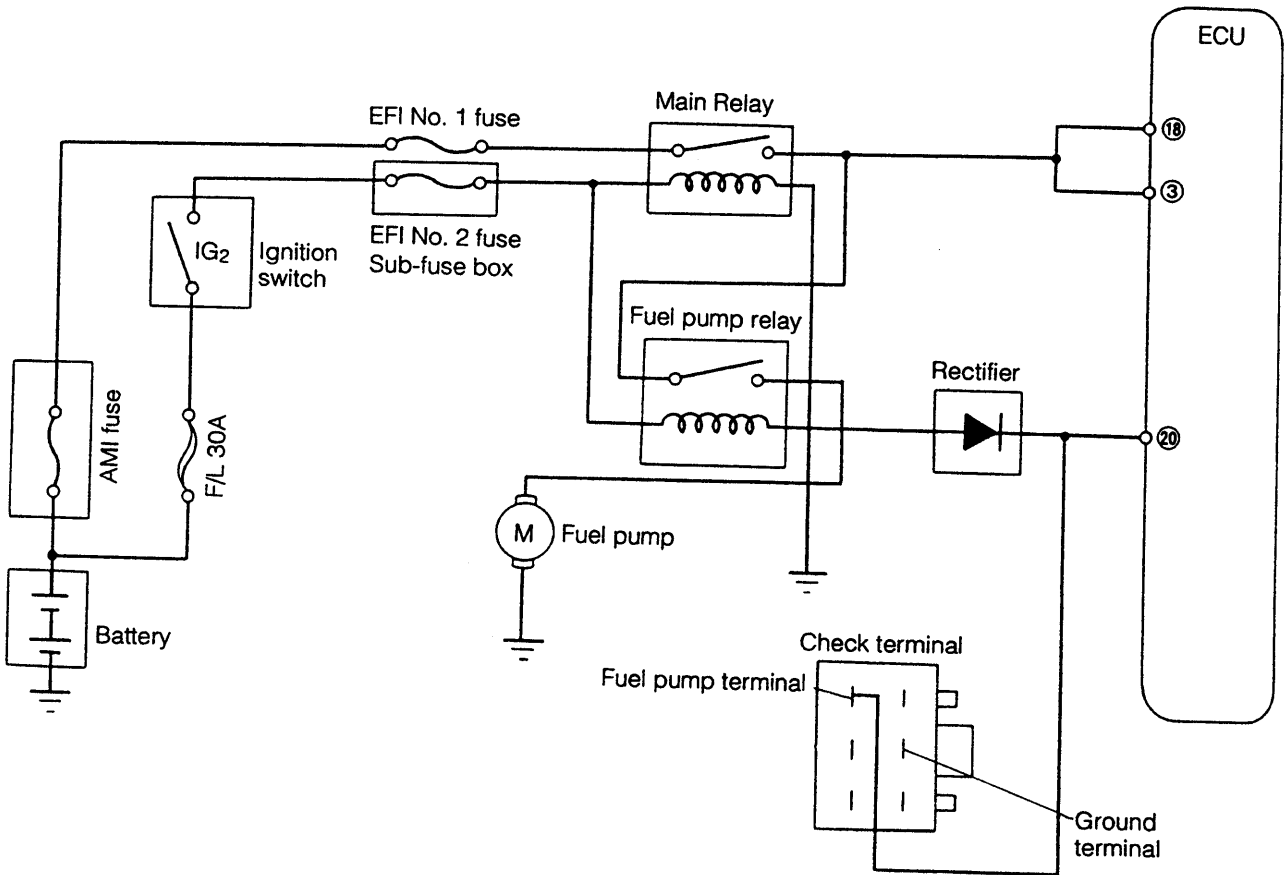 ECU
Main Relay
EFI No. 1 fuse
18
3
IG2
Ignition
switch
EFI No. 2 fuse
Sub-fuse box
Fuel pump relay
Rectifier
AMI fuse
F/L 30A
20
M
Fuel pump
Battery
Check terminal
Fuel pump terminal
Ground
terminal